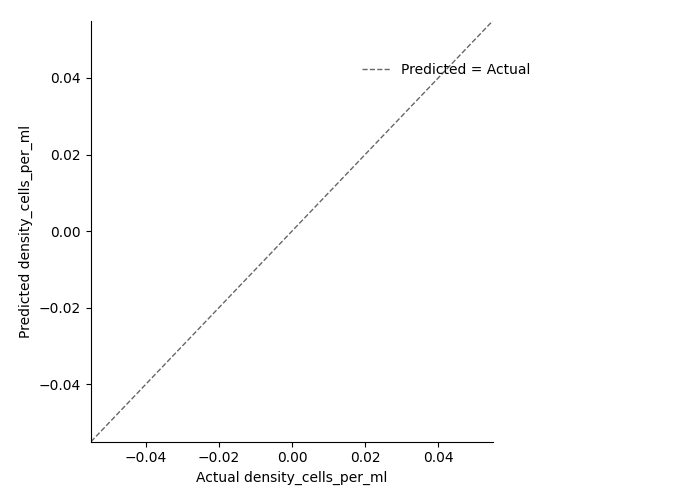 0.04
0.02
0.00
−0.02
−0.04
Predicted density_cells_per_ml
Predicted = Actual
−0.04 −0.02 0.00 0.02 0.04
Actual density_cells_per_ml